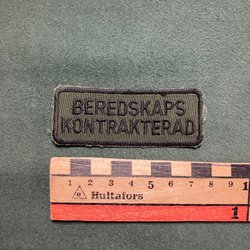 BEREDSKAPS
KONTRAKTERAD
1 2 3 4 5 6 7 8 9 1
Hultafors
1